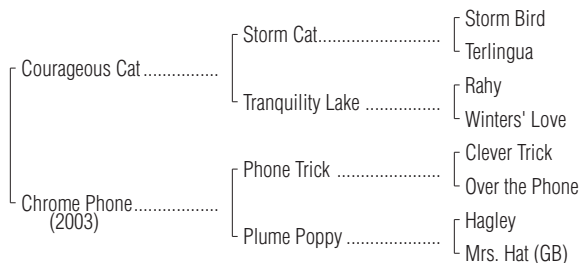 Storm Bird
Storm Cat..............................
Terlingua
Courageous Cat ................
Rahy
Tranquility Lake ...................
Winters' Love
Clever Trick
Phone Trick ..........................
Over the Phone
Chrome Phone..................
(2003)
Hagley
Plume Poppy ........................
Mrs. Hat (GB)